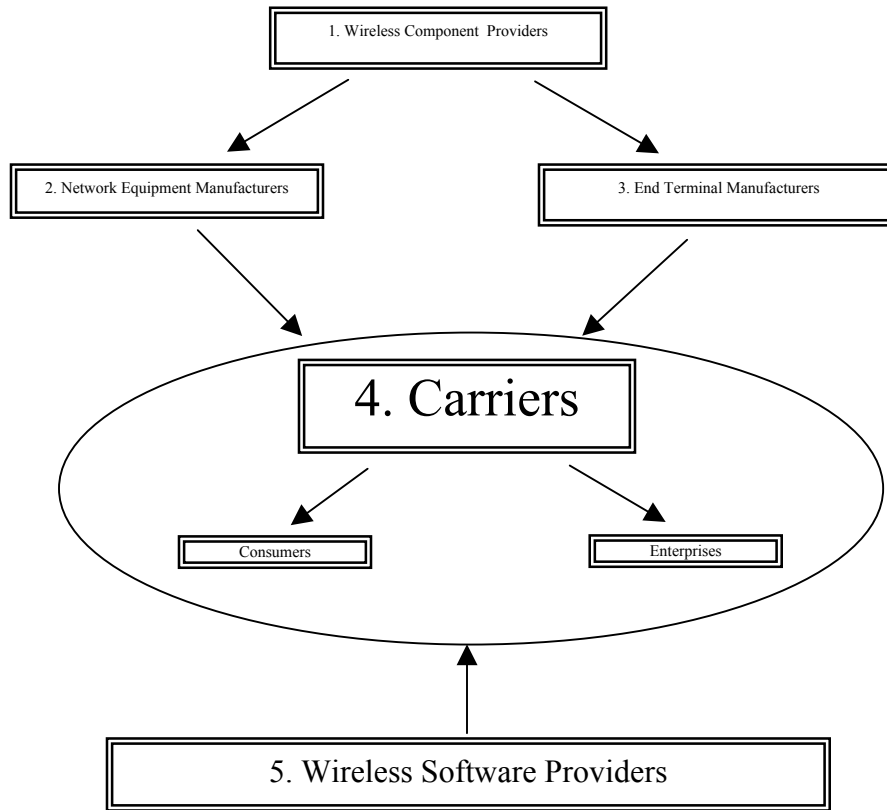 1. Wireless Component Providers
2. Network Equipment Manufacturers
3. End Terminal Manufacturers
4. Carriers
Consumers
Enterprises
5. Wireless Software Providers